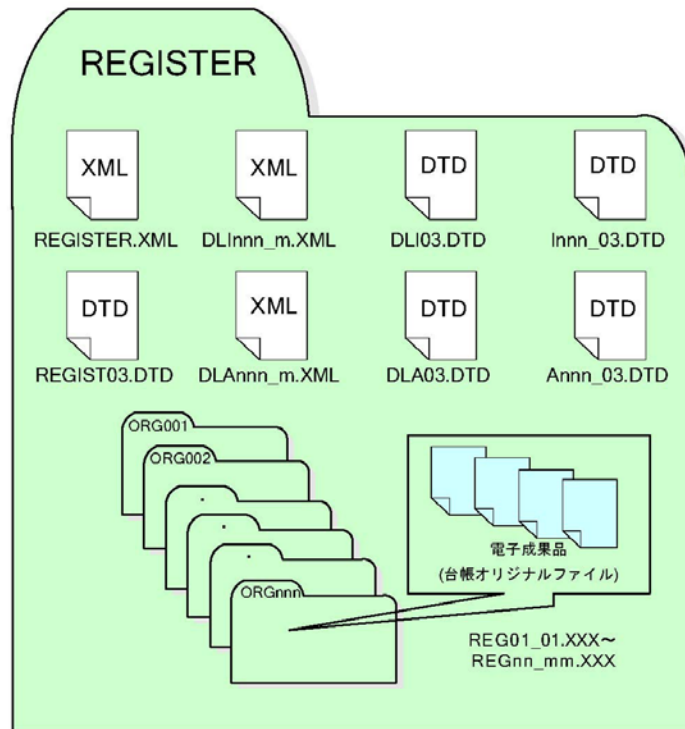 REGISTER
XML
XML
DTD
DTD
REGISTER.XML
DLInnn_m.XML
DLI03.DTD
Innn_03.DTD
DTD
XML
DTD
DTD
REGIST03.DTD
DLAnnn_m.XML
DLA03.DTD
Annn_03.DTD
ORG001
ORG002
・
・
・
ORGnnn
電子成果品
(台帳オリジナルファイル)
REG01_01.XXX～
REGnn_mm.XXX